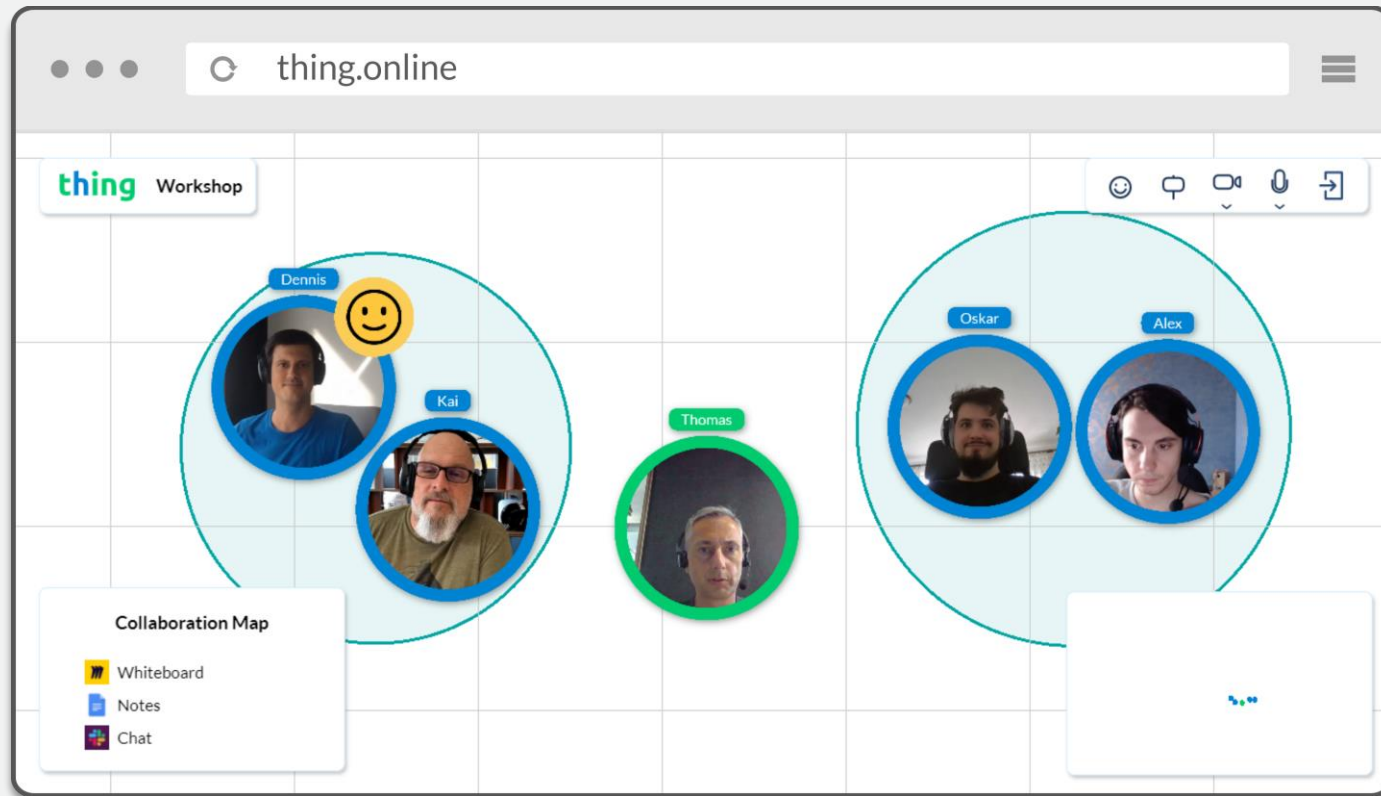 thing.online
thing Workshop
Dennis
Oskar
Alex
Kai
Thomas
Collaboration Map
Whiteboard
Notes
Chat